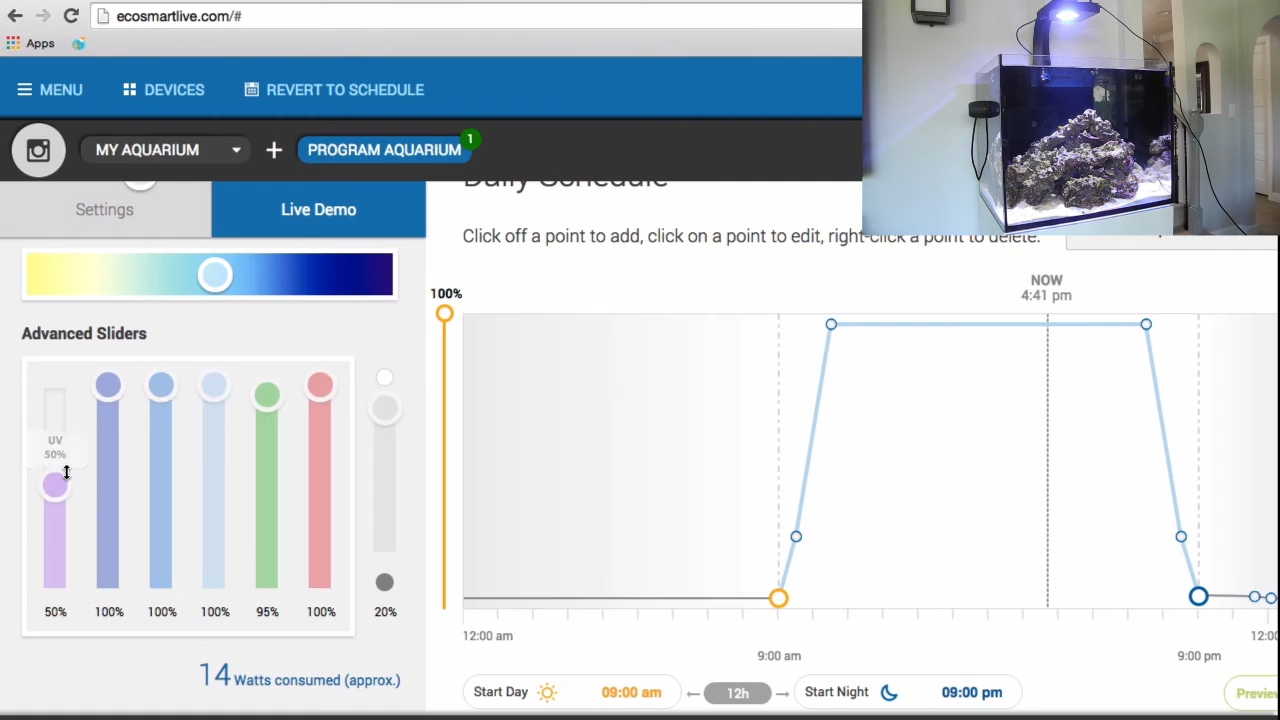 ecosmartlive.com/#
Apps
MENU DEVICES REVERT TO SCHEDULE
MY AQUARIUM + PROGRAM AQUARIUM 1
Settings Live Demo
Daily Schedule
Click off a point to add, click on a point to edit, right-click a point to delete.
NOW
4:41 pm
100%
Advanced Sliders
UV
50%
50% 100% 100% 100% 95% 100% 20%
12:00 am 12:00
9:00 am 9:00 pm
14 Watts consumed (approx.)
Start Day 09:00 am ← 12h → Start Night 09:00 pm
Preview